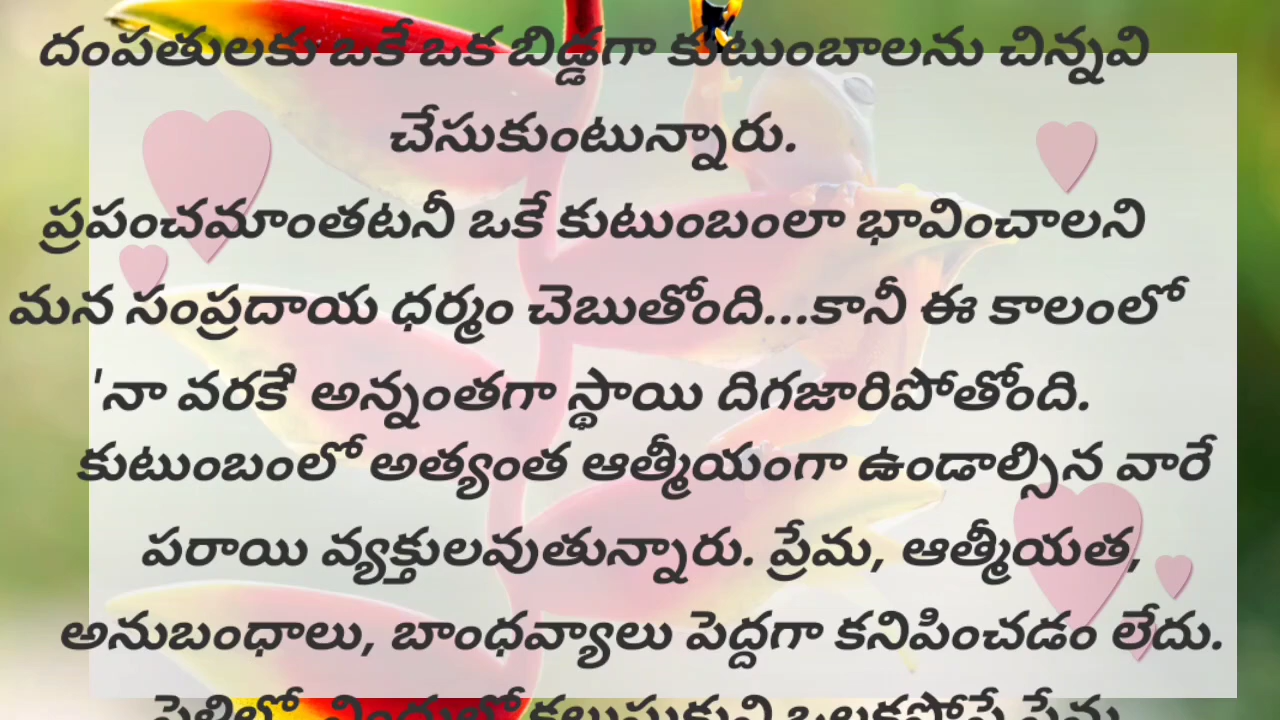 దంపతులకు ఒకే ఒక బిడ్డగా కుటుంబాలను చిన్నవి
చేసుకుంటున్నారు.
ప్రపంచమాంతటనీ ఒకే కుటుంబంలా భావించాలని
మన సంప్రదాయ ధర్మం చెబుతోంది...కానీ ఈ కాలంలో
'నా వరకే' అన్నంతగా స్థాయి దిగజారిపోతోంది.
కుటుంబంలో అత్యంత ఆత్మీయంగా ఉండాల్సిన వారే
పరాయి వ్యక్తులవుతున్నారు. ప్రేమ, ఆత్మీయత,
అనుబంధాలు, బాంధవ్యాలు పెద్దగా కనిపించడం లేదు.